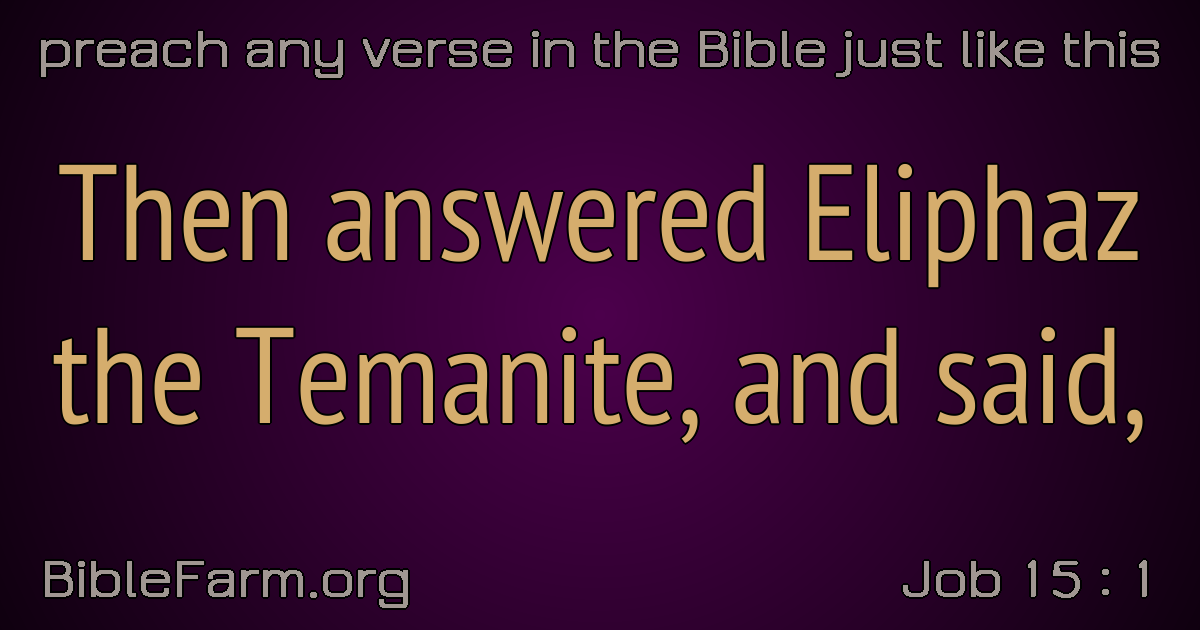 preach any verse in the Bible just like this
Then answered Eliphaz
the Temanite, and said,
BibleFarm.org
Job 15 : 1